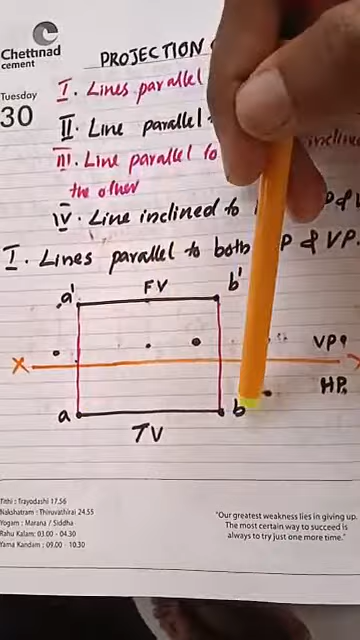 Chettinad
cement
Tuesday
30
PROJECTION
I. Lines parallel
II. Line parallel
III. Line parallel to incline
the other
IV. Line inclined to
I. Lines parallel to both P & VP.
a' FV b'
VP
X
HP
a b
TV
Tithi : Trayodashi 17.56
Nakshatram : Thiruvathirai 24.55
Yogam : Marana / Siddha
Rahu Kalam: 03.00 - 04.30
Yama Kandam : 09.00 - 10.30
"Our greatest weakness lies in giving up.
The most certain way to succeed is
always to try just one more time."